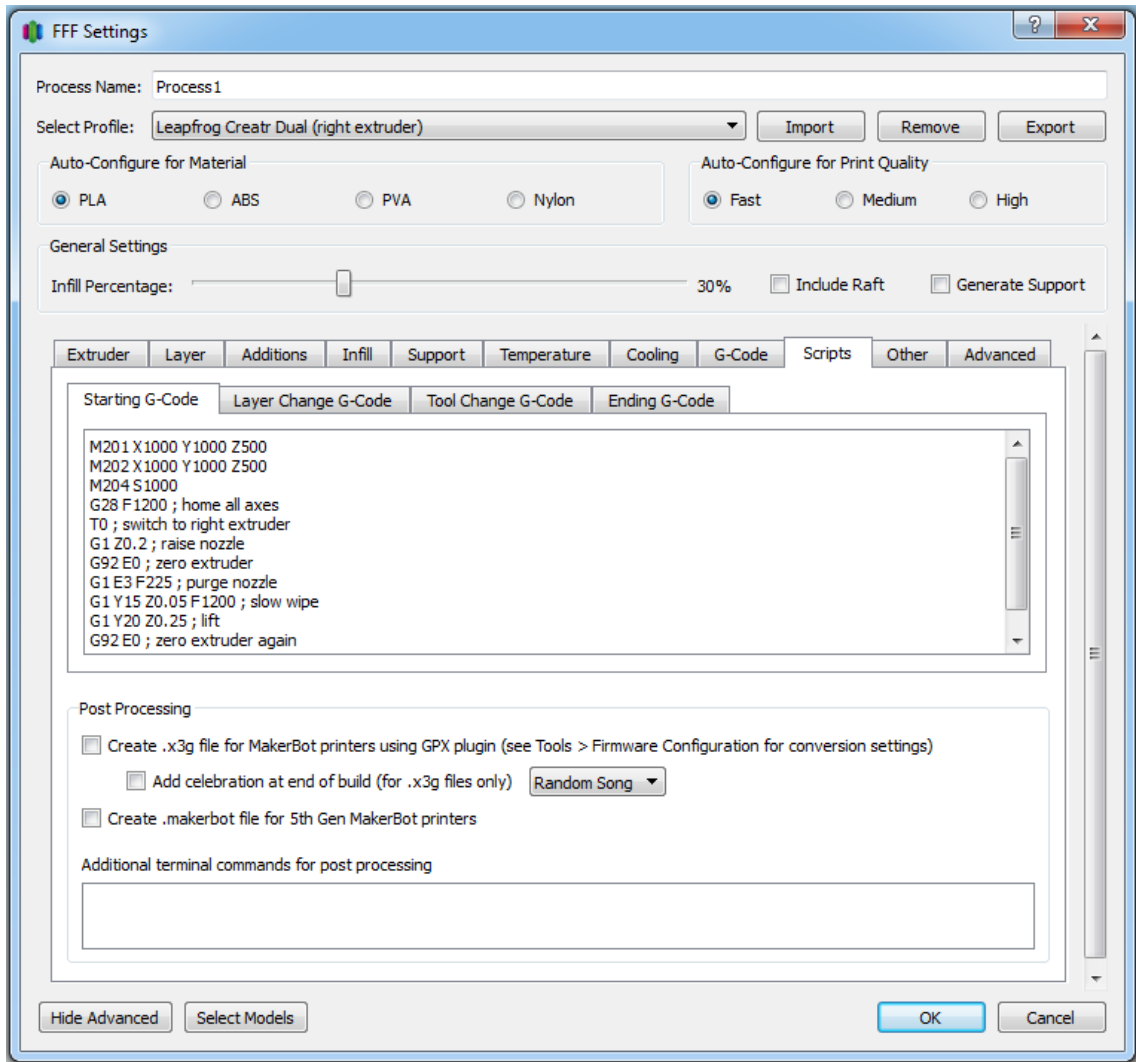 FFF Settings
Process Name: Process1
Select Profile: Leapfrog Creatr Dual (right extruder) Import Remove Export
Auto-Configure for Material Auto-Configure for Print Quality
PLA ABS PVA Nylon Fast Medium High
General Settings
Infill Percentage: 30% Include Raft Generate Support
Extruder Layer Additions Infill Support Temperature Cooling G-Code Scripts Other Advanced
Starting G-Code Layer Change G-Code Tool Change G-Code Ending G-Code
M201 X1000 Y1000 Z500
M202 X1000 Y1000 Z500
M204 S1000
G28 F1200 ; home all axes
T0 ; switch to right extruder
G1 Z0.2 ; raise nozzle
G92 E0 ; zero extruder
G1 E3 F225 ; purge nozzle
G1 Y15 Z0.05 F1200 ; slow wipe
G1 Y20 Z0.25 ; lift
G92 E0 ; zero extruder again
Post Processing
Create .x3g file for MakerBot printers using GPX plugin (see Tools > Firmware Configuration for conversion settings)
Add celebration at end of build (for .x3g files only) Random Song
Create .makerbot file for 5th Gen MakerBot printers
Additional terminal commands for post processing
Hide Advanced Select Models OK Cancel